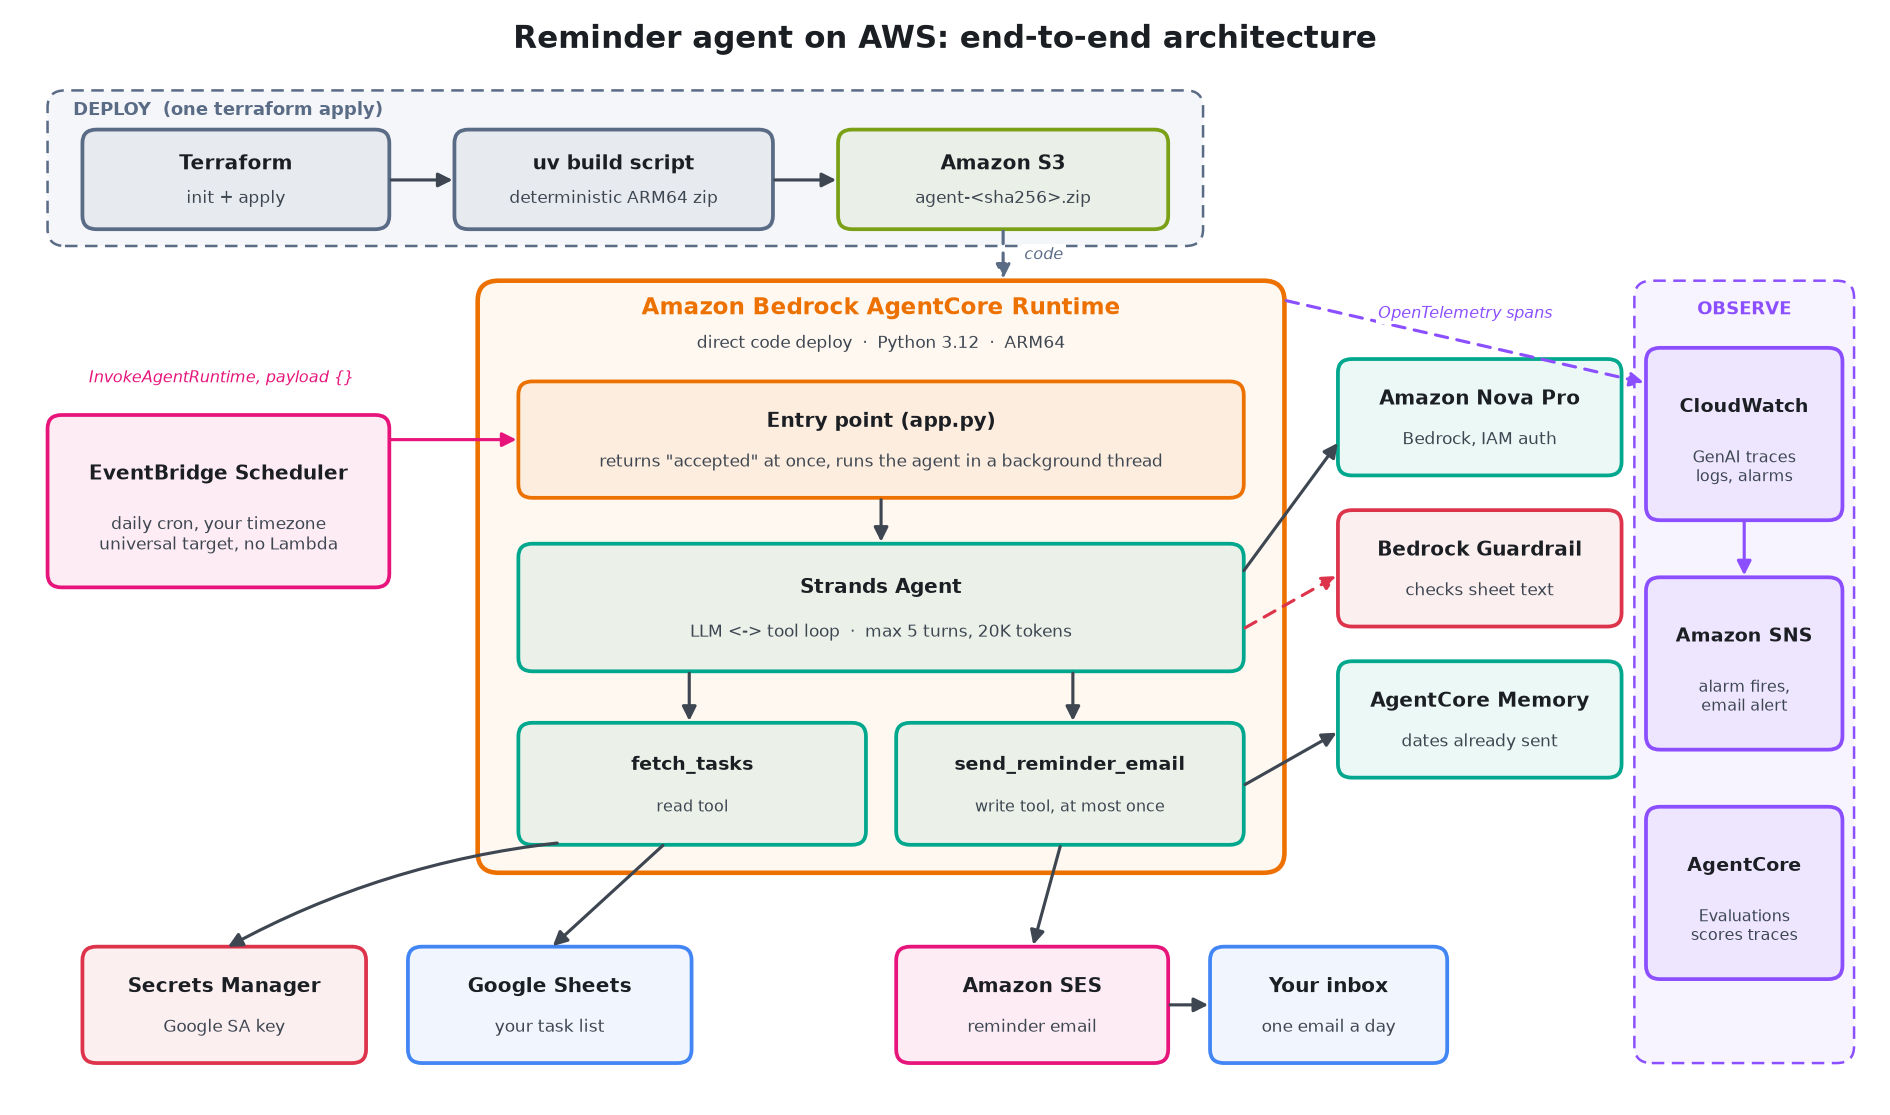 Reminder agent on AWS: end-to-end architecture
DEPLOY (one terraform apply)
Terraform
init + apply
uv build script
deterministic ARM64 zip
Amazon S3
agent-<sha256>.zip
code
Amazon Bedrock AgentCore Runtime
direct code deploy · Python 3.12 · ARM64
InvokeAgentRuntime, payload {}
EventBridge Scheduler
daily cron, your timezone
universal target, no Lambda
Entry point (app.py)
returns "accepted" at once, runs the agent in a background thread
Strands Agent
LLM <-> tool loop · max 5 turns, 20K tokens
fetch_tasks
read tool
send_reminder_email
write tool, at most once
OpenTelemetry spans
Amazon Nova Pro
Bedrock, IAM auth
Bedrock Guardrail
checks sheet text
AgentCore Memory
dates already sent
OBSERVE
CloudWatch
GenAI traces
logs, alarms
Amazon SNS
alarm fires,
email alert
AgentCore
Evaluations
scores traces
Secrets Manager
Google SA key
Google Sheets
your task list
Amazon SES
reminder email
Your inbox
one email a day